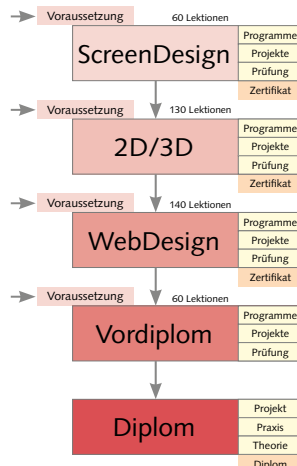 Voraussetzung 60 Lektionen
ScreenDesign
Programme
Projekte
Prüfung
Zertifikat
Voraussetzung 130 Lektionen
2D/3D
Programme
Projekte
Prüfung
Voraussetzung 140 Lektionen
WebDesign
Programme
Projekte
Prüfung
Zertifikat
Voraussetzung 60 Lektionen
Vordiplom
Programme
Projekte
Prüfung
Diplom
Projekt
Praxis
Theorie
Diplom